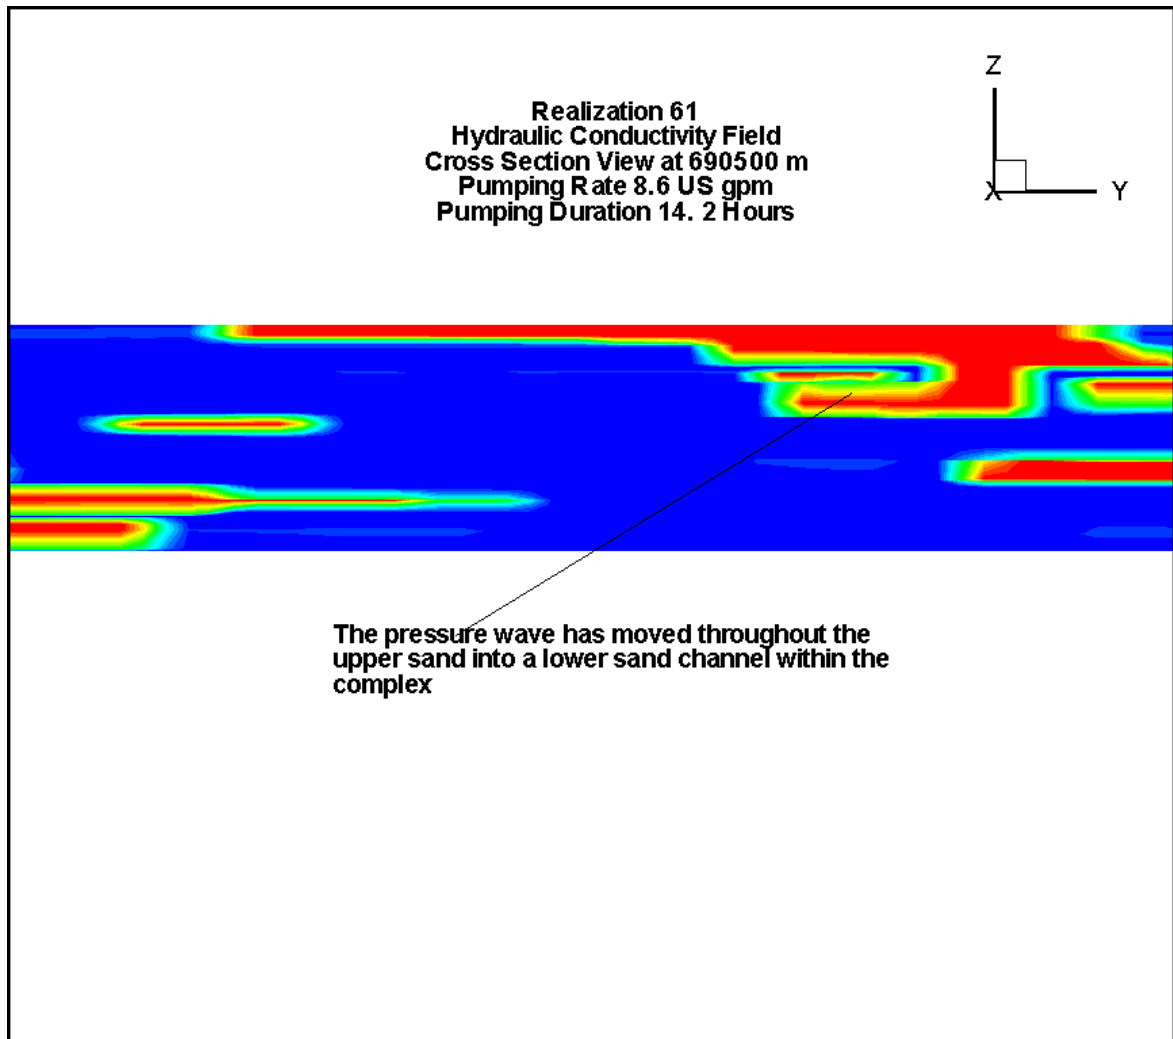 Z
Realization 61
Hydraulic Conductivity Field
Cross Section View at 690500 m
Pumping Rate 8.6 US gpm
Pumping Duration 14. 2 Hours
X
Y
The pressure wave has moved throughout the
upper sand into a lower sand channel within the
complex